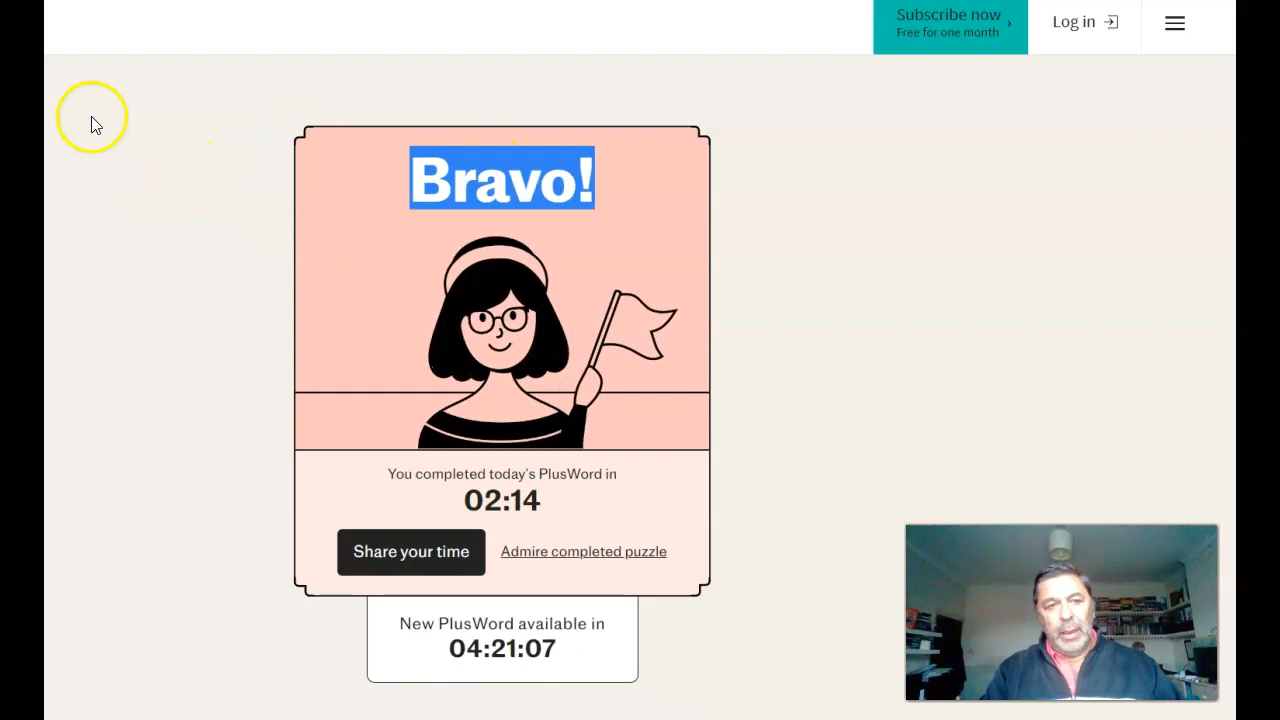 Subscribe now
Free for one month
Log in
Bravo!
You completed today's PlusWord in
02:14
Share your time
Admire completed puzzle
New PlusWord available in
04:21:07